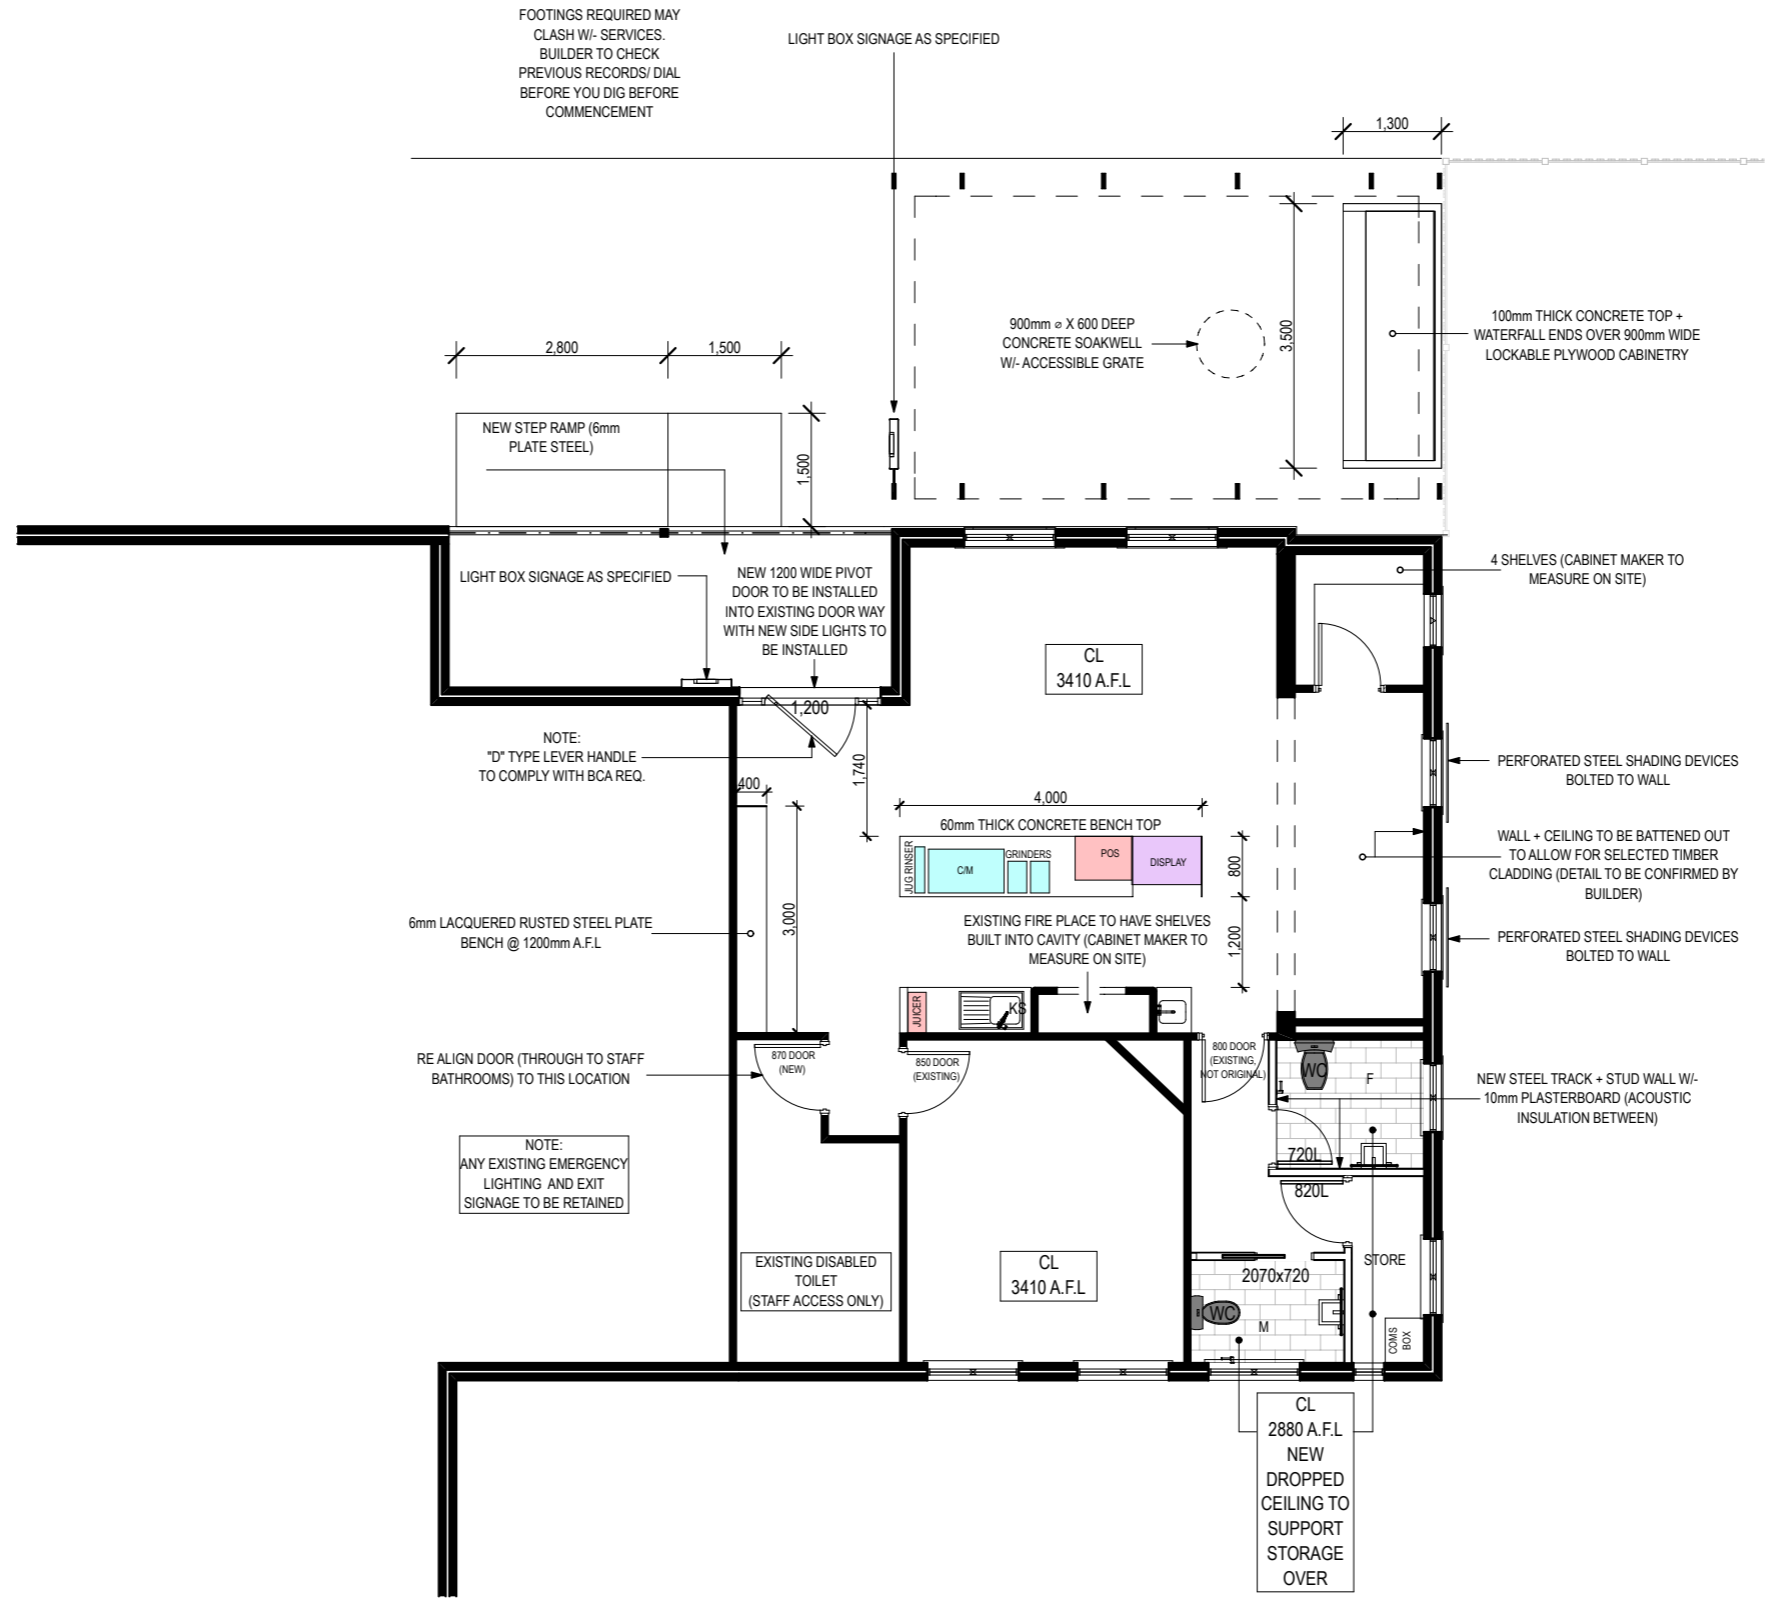 FOOTINGS REQUIRED MAY
CLASH W/- SERVICES.
BUILDER TO CHECK
PREVIOUS RECORDS/ DIAL
BEFORE YOU DIG BEFORE
COMMENCEMENT
LIGHT BOX SIGNAGE AS SPECIFIED
1,300
900mm ⌀ X 600 DEEP
CONCRETE SOAKWELL
W/- ACCESSIBLE GRATE
3,500
100mm THICK CONCRETE TOP +
WATERFALL ENDS OVER 900mm WIDE
LOCKABLE PLYWOOD CABINETRY
2,800
1,500
NEW STEP RAMP (6mm
PLATE STEEL)
1,500
LIGHT BOX SIGNAGE AS SPECIFIED
NEW 1200 WIDE PIVOT
DOOR TO BE INSTALLED
INTO EXISTING DOOR WAY
WITH NEW SIDE LIGHTS TO
BE INSTALLED
4 SHELVES (CABINET MAKER TO
MEASURE ON SITE)
CL
3410 A.F.L
1,200
NOTE:
"D" TYPE LEVER HANDLE
TO COMPLY WITH BCA REQ.
1,740
400
PERFORATED STEEL SHADING DEVICES
BOLTED TO WALL
4,000
60mm THICK CONCRETE BENCH TOP
JUG RINSER
C/M
GRINDERS
POS
DISPLAY
800
WALL + CEILING TO BE BATTENED OUT
TO ALLOW FOR SELECTED TIMBER
CLADDING (DETAIL TO BE CONFIRMED BY
BUILDER)
6mm LACQUERED RUSTED STEEL PLATE
BENCH @ 1200mm A.F.L
3,000
EXISTING FIRE PLACE TO HAVE SHELVES
BUILT INTO CAVITY (CABINET MAKER TO
MEASURE ON SITE)
1,200
PERFORATED STEEL SHADING DEVICES
BOLTED TO WALL
JUICER
KS
RE ALIGN DOOR (THROUGH TO STAFF
BATHROOMS) TO THIS LOCATION
870 DOOR
(NEW)
850 DOOR
(EXISTING)
800 DOOR
(EXISTING,
NOT ORIGINAL)
WC
F
NEW STEEL TRACK + STUD WALL W/-
10mm PLASTERBOARD (ACOUSTIC
INSULATION BETWEEN)
NOTE:
ANY EXISTING EMERGENCY
LIGHTING AND EXIT
SIGNAGE TO BE RETAINED
720L
820L
EXISTING DISABLED
TOILET
(STAFF ACCESS ONLY)
CL
3410 A.F.L
STORE
2070x720
WC
M
COMS
BOX
CL
2880 A.F.L
NEW
DROPPED
CEILING TO
SUPPORT
STORAGE
OVER